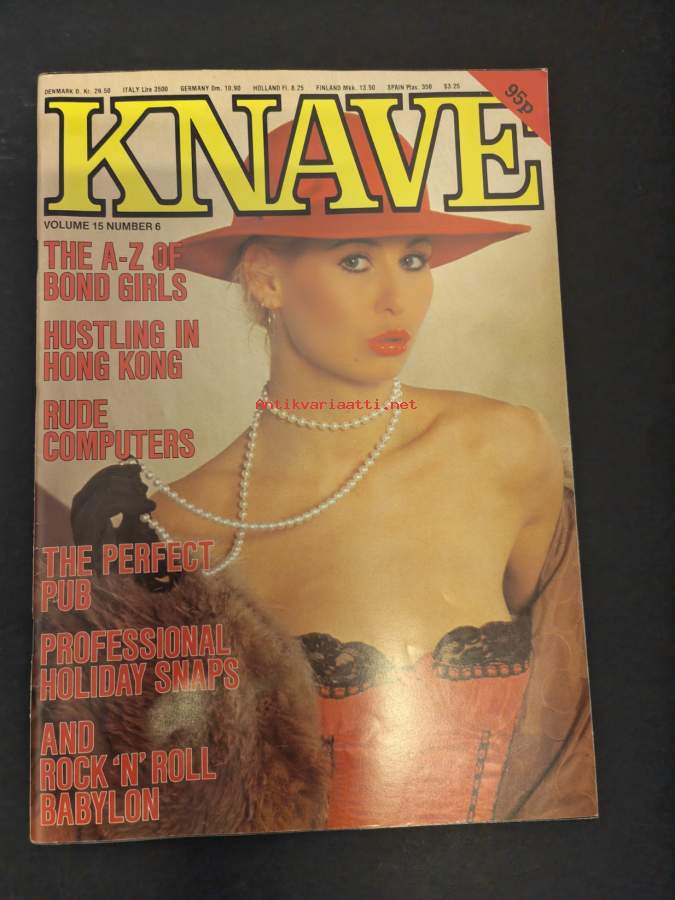 DENMARK D. Kr. 29.50 ITALY Lire 3500 GERMANY Dm. 10.90 HOLLAND Fl. 8.25 FINLAND Mkk. 13.50 SPAIN Ptas. 350 $3.25
95p
KNAVE
VOLUME 15 NUMBER 6
THE A-Z OF
BOND GIRLS
HUSTLING IN
HONG KONG
Antikvariaatti.net
RUDE
COMPUTERS
THE PERFECT
PUB
PROFESSIONAL
HOLIDAY SNAPS
AND
ROCK 'N' ROLL
BABYLON